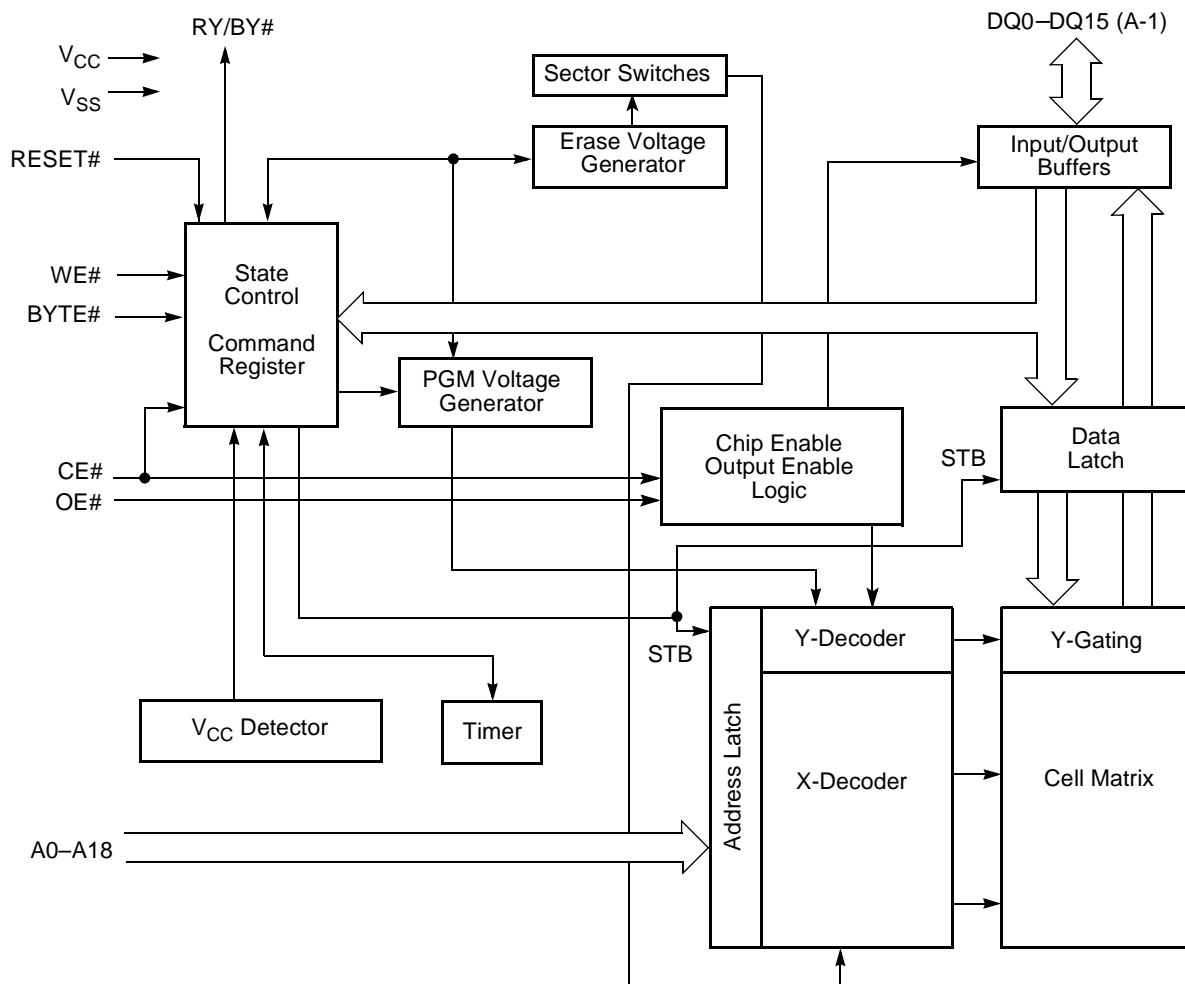 RY/BY#
DQ0–DQ15 (A-1)
VCC
VSS
Sector Switches
RESET#
Erase Voltage
Generator
Input/Output
Buffers
WE#
BYTE#
State
Control
Command
Register
PGM Voltage
Generator
CE#
OE#
Chip Enable
Output Enable
Logic
STB
Data
Latch
STB
Y-Decoder
Y-Gating
VCC Detector
Timer
Address Latch
X-Decoder
Cell Matrix
A0–A18